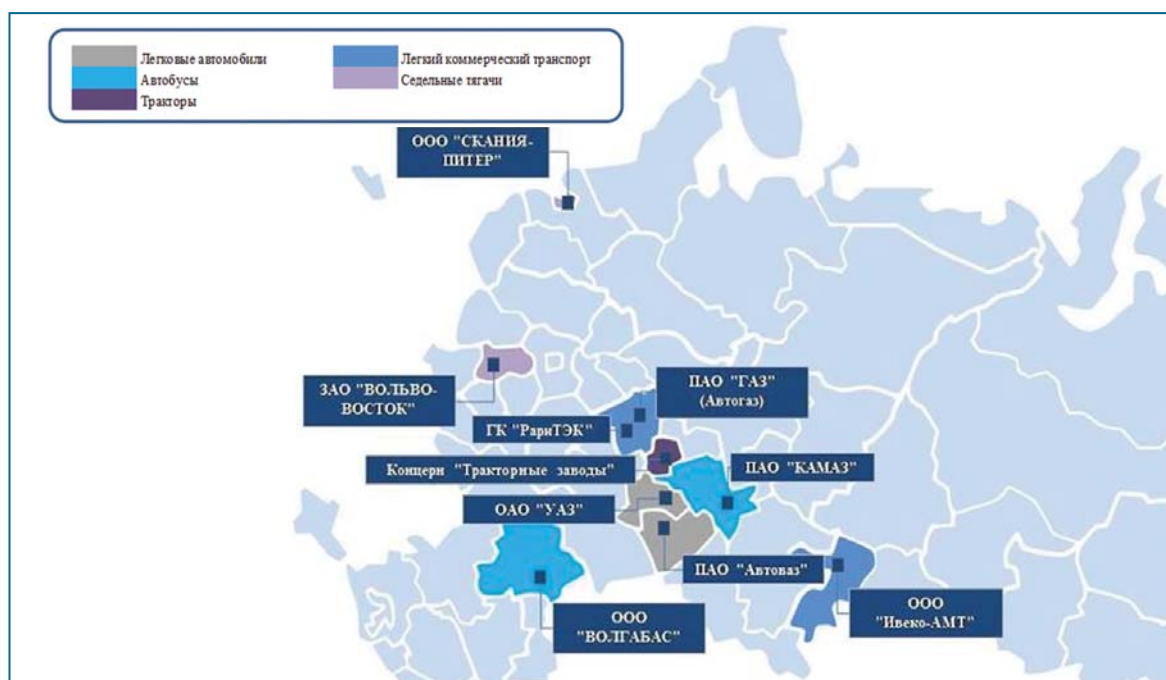 Легковые автомобили
Автобусы
Тракторы
Легкий коммерческий транспорт
Седельные тягачи
ООО "СКАНИЯ-
ПИТЕР"
ЗАО "ВОЛЬВО-
ВОСТОК"
ПАО "ГАЗ"
(Автогаз)
ГК "РариТЭК"
Концерн "Тракторные заводы"
ПАО "КАМАЗ"
ОАО "УАЗ"
ПАО "Автоваз"
ООО
"ВОЛГАБАС"
ООО
"Ивеко-АМТ"